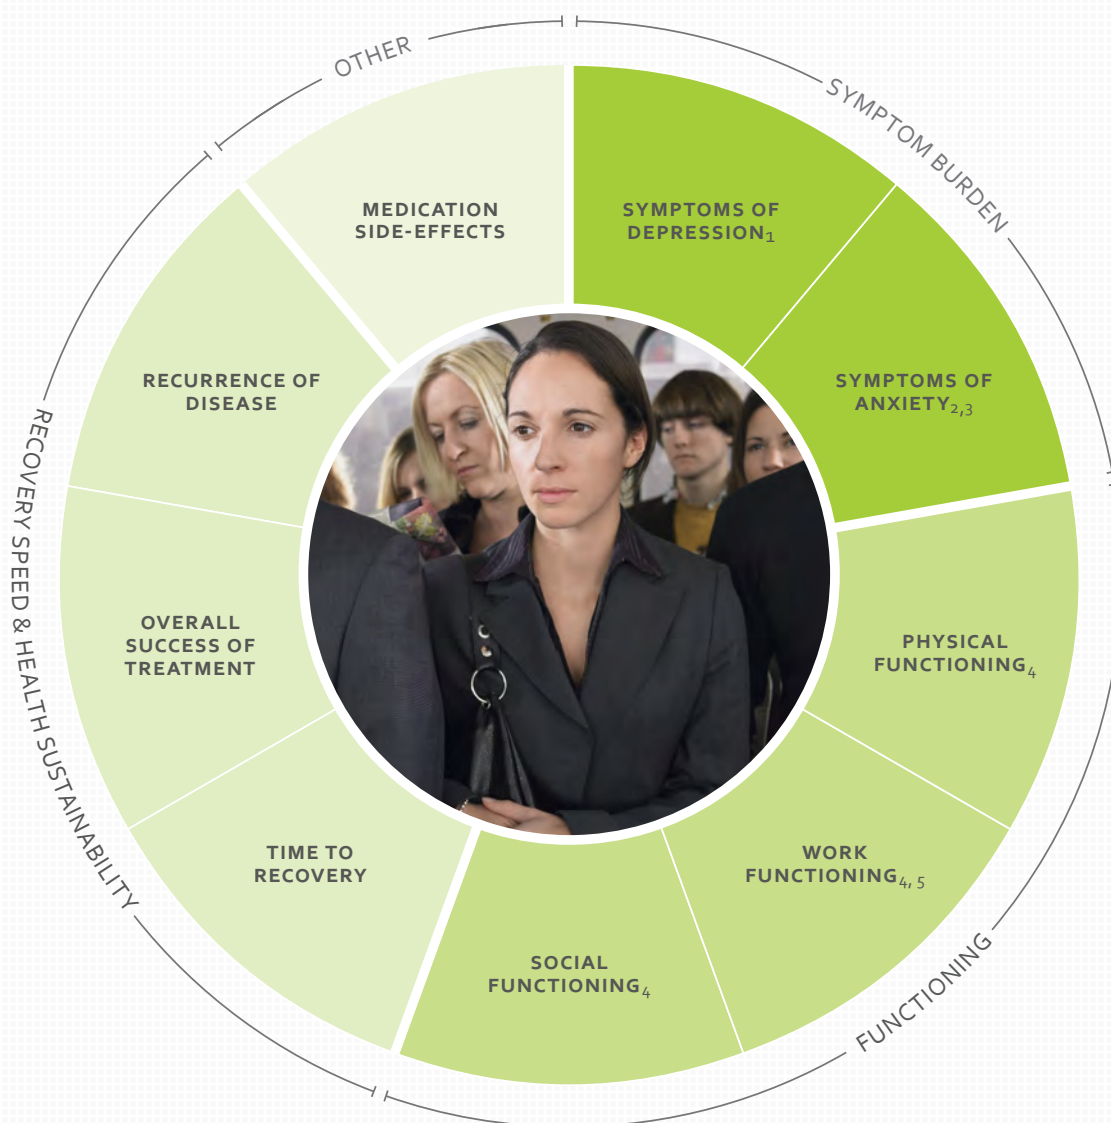 OTHER
SYMPTOM BURDEN
MEDICATION
SIDE-EFFECTS
SYMPTOMS OF
DEPRESSION1
SYMPTOMS OF
ANXIETY2,3
RECURRENCE OF
DISEASE
RECOVERY SPEED & HEALTH SUSTAINABILITY
OVERALL
SUCCESS OF
TREATMENT
PHYSICAL
FUNCTIONING4
TIME TO
RECOVERY
WORK
FUNCTIONING4, 5
SOCIAL
FUNCTIONING4
FUNCTIONING